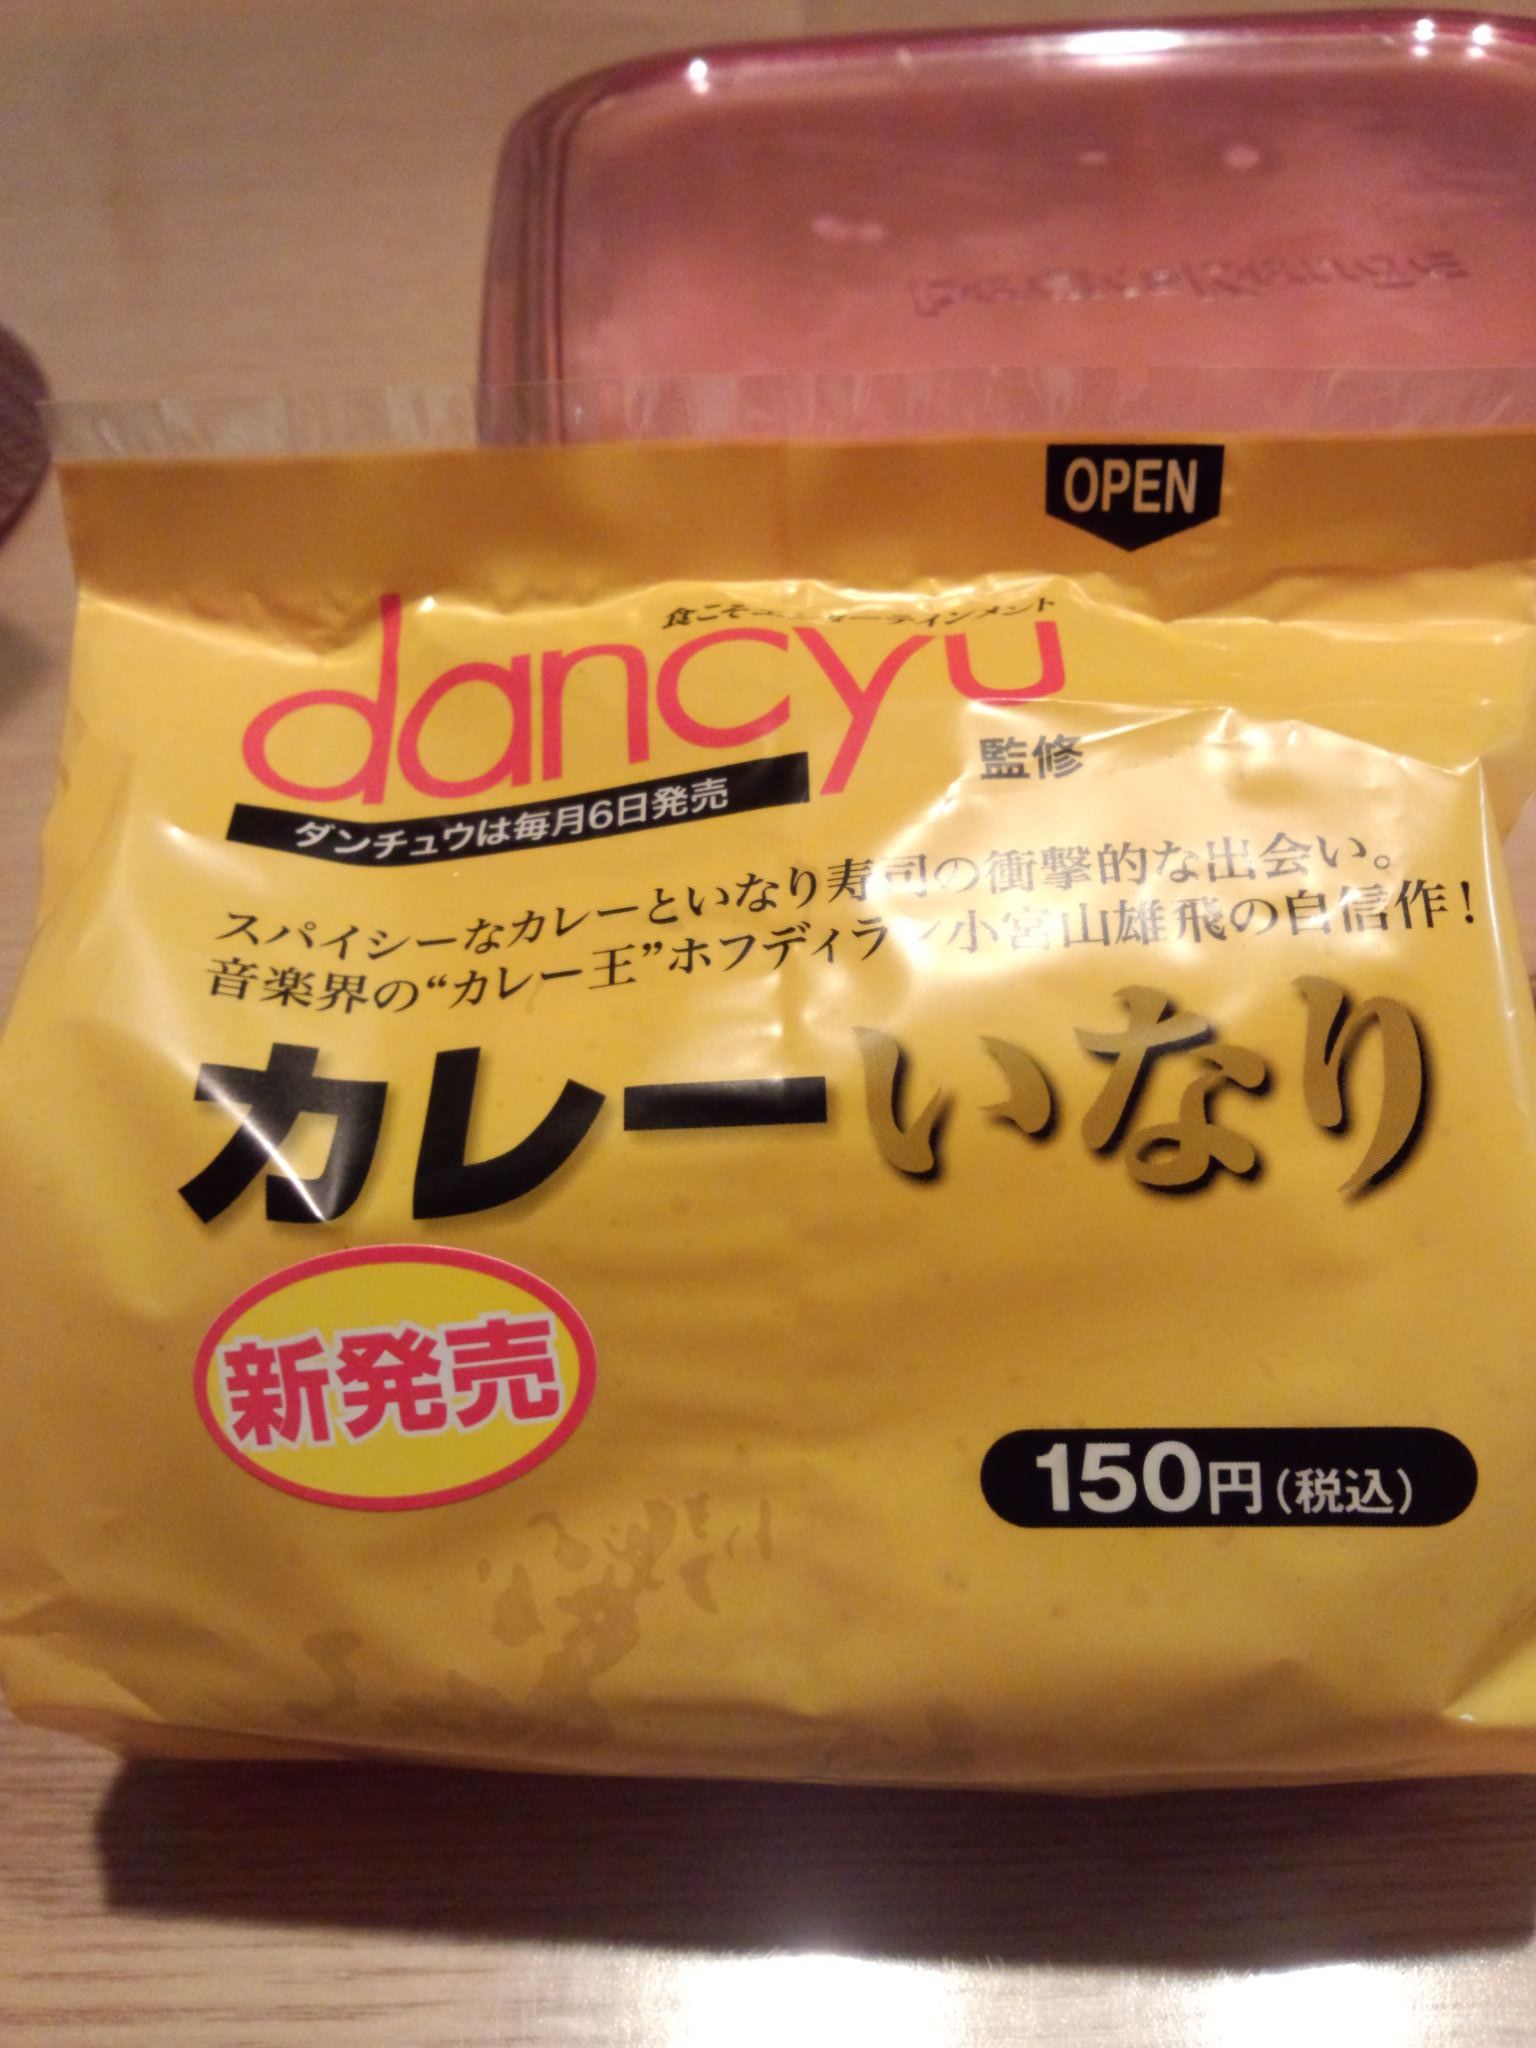 OPEN
食こそエンターテインメント
dancyu
監修
ダンチュウは毎月6日発売
スパイシーなカレーといなり寿司の衝撃的な出会い。
音楽界の“カレー王”ホフディラン小宮山雄飛の自信作！
カレーいなり
新発売
150円（税込）